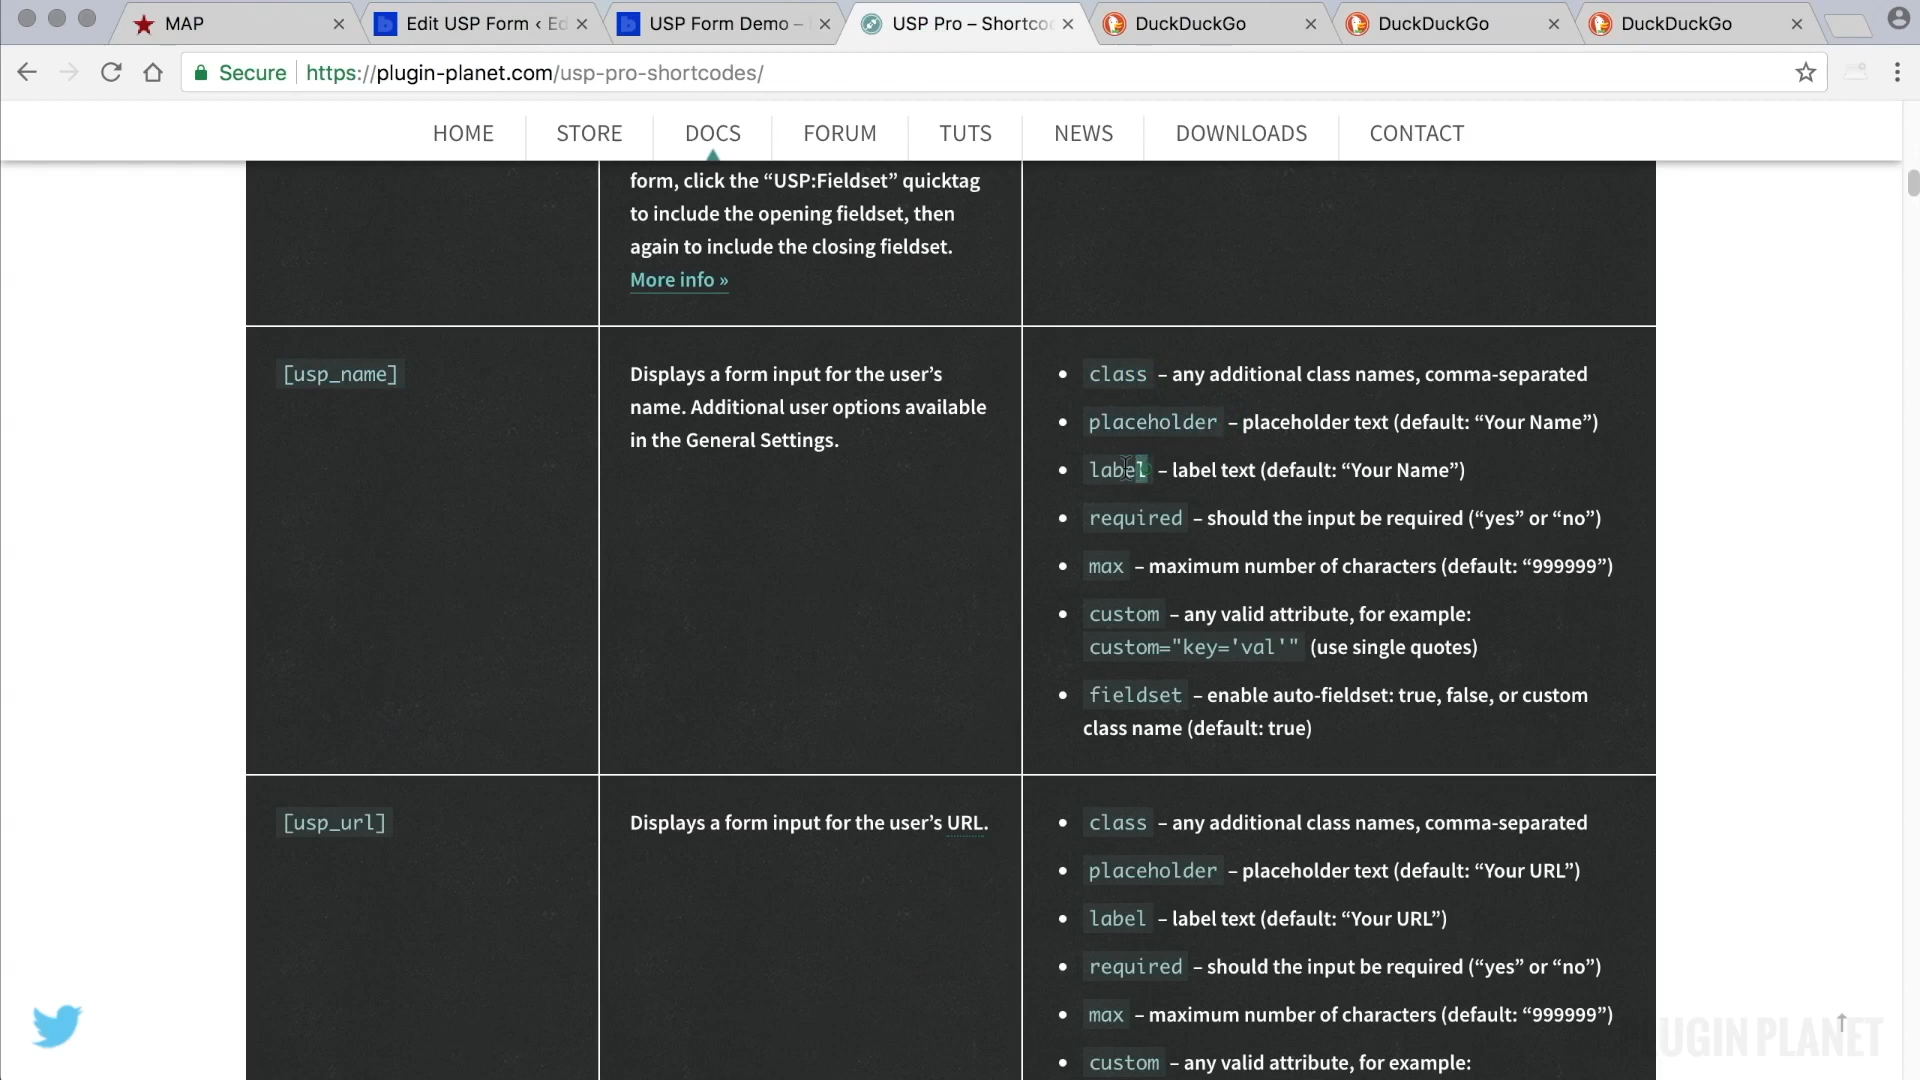 MAP
Edit USP Form ‹ Ed
USP Form Demo –
USP Pro – Shortco
DuckDuckGo
DuckDuckGo
DuckDuckGo
Secure
https://plugin-planet.com/usp-pro-shortcodes/
HOME
STORE
DOCS
FORUM
TUTS
NEWS
DOWNLOADS
CONTACT
form, click the “USP:Fieldset” quicktag
to include the opening fieldset, then
again to include the closing fieldset.
More info »
[usp_name]
Displays a form input for the user’s
name. Additional user options available
in the General Settings.
class – any additional class names, comma-separated
placeholder – placeholder text (default: “Your Name”)
label – label text (default: “Your Name”)
required – should the input be required (“yes” or “no”)
max – maximum number of characters (default: “999999”)
custom – any valid attribute, for example:
custom="key='val'" (use single quotes)
fieldset – enable auto-fieldset: true, false, or custom
class name (default: true)
[usp_url]
Displays a form input for the user’s URL.
class – any additional class names, comma-separated
placeholder – placeholder text (default: “Your URL”)
label – label text (default: “Your URL”)
required – should the input be required (“yes” or “no”)
max – maximum number of characters (default: “999999”)
custom – any valid attribute, for example:
PLUGIN PLANET